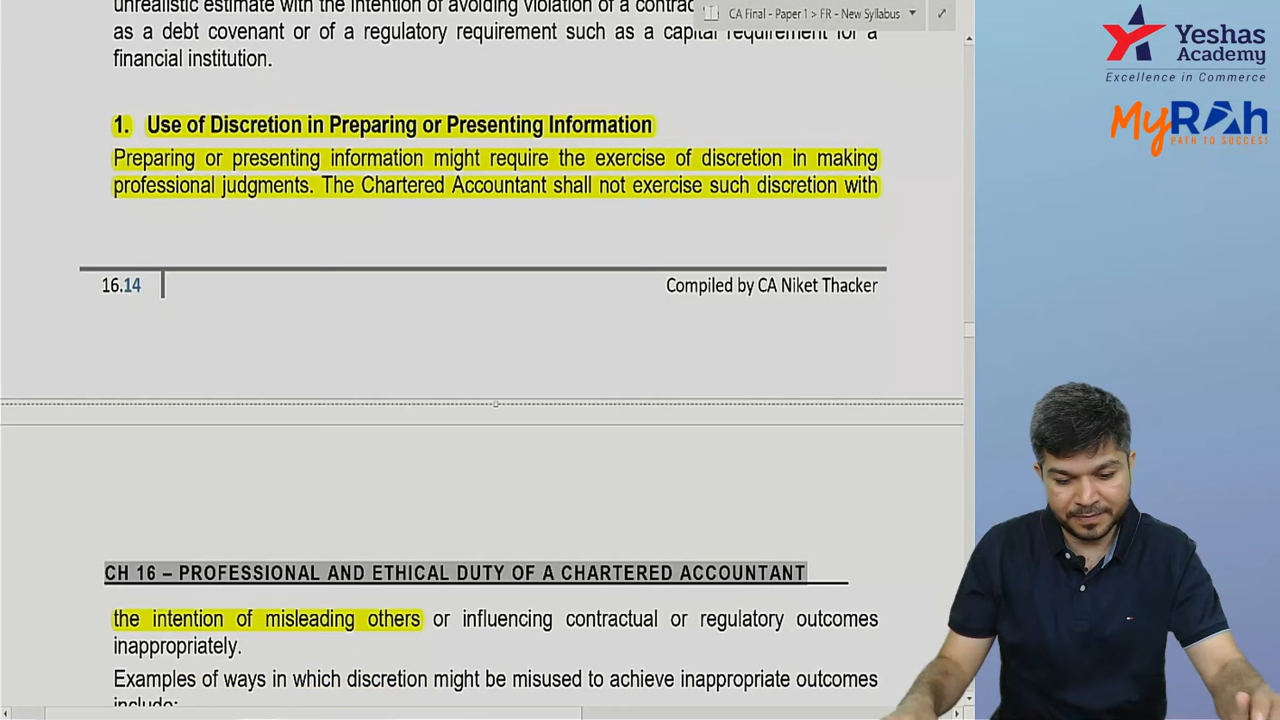 unrealistic estimate with the intention of avoiding violation of a contrac
CA Final - Paper 1 > FR - New Syllabus
as a debt covenant or of a regulatory requirement such as a capital requirement for a
financial institution.
1. Use of Discretion in Preparing or Presenting Information
Preparing or presenting information might require the exercise of discretion in making
professional judgments. The Chartered Accountant shall not exercise such discretion with
16.14
Compiled by CA Niket Thacker
CH 16 – PROFESSIONAL AND ETHICAL DUTY OF A CHARTERED ACCOUNTANT
the intention of misleading others or influencing contractual or regulatory outcomes
inappropriately.
Examples of ways in which discretion might be misused to achieve inappropriate outcomes
include:
Yeshas
Academy
Excellence in Commerce
MyRAh
PATH TO SUCCESS